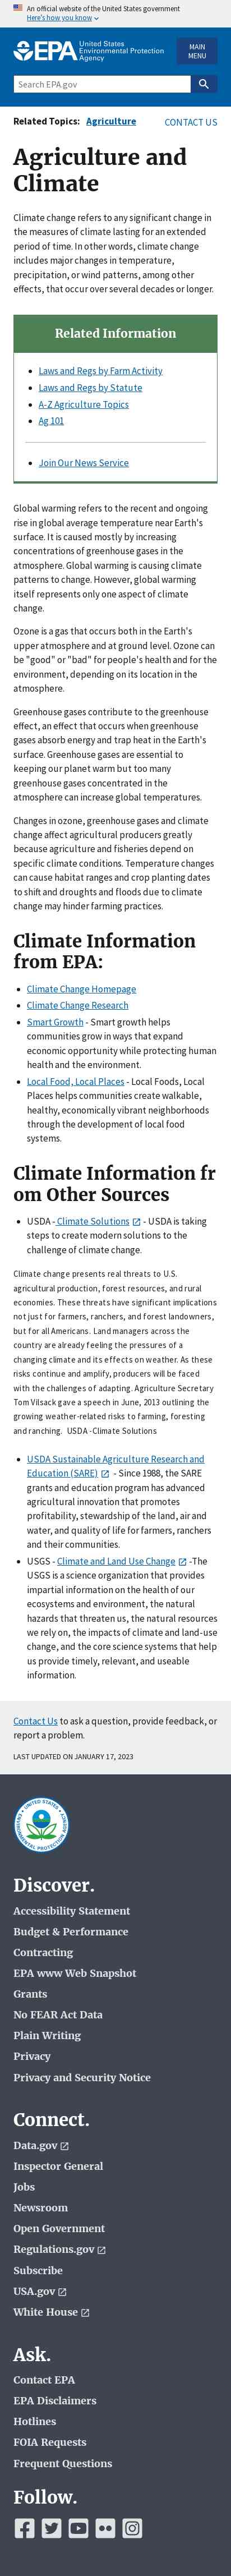 An official website of the United States government
Here's how you know
EPA United States
Environmental Protection
Agency
MAIN
MENU
Search EPA.gov
Related Topics: Agriculture
CONTACT US
Agriculture and
Climate
Climate change refers to any significant change in
the measures of climate lasting for an extended
period of time. In other words, climate change
includes major changes in temperature,
precipitation, or wind patterns, among other
effects, that occur over several decades or longer.
Related Information
Laws and Regs by Farm Activity
Laws and Regs by Statute
A-Z Agriculture Topics
Ag 101
Join Our News Service
Global warming refers to the recent and ongoing
rise in global average temperature near Earth's
surface. It is caused mostly by increasing
concentrations of greenhouse gases in the
atmosphere. Global warming is causing climate
patterns to change. However, global warming
itself represents only one aspect of climate
change.
Ozone is a gas that occurs both in the Earth's
upper atmosphere and at ground level. Ozone can
be "good" or "bad" for people's health and for the
environment, depending on its location in the
atmosphere.
Greenhouse gases contribute to the greenhouse
effect, an effect that occurs when greenhouse
gases absorb energy and trap heat in the Earth's
surface. Greenhouse gases are essential to
keeping the planet warm but too many
greenhouse gases concentrations in the
atmosphere can increase global temperatures.
Changes in ozone, greenhouse gases and climate
change affect agricultural producers greatly
because agriculture and fisheries depend on
specific climate conditions. Temperature changes
can cause habitat ranges and crop planting dates
to shift and droughts and floods due to climate
change may hinder farming practices.
Climate Information
from EPA:
Climate Change Homepage
Climate Change Research
Smart Growth - Smart growth helps
communities grow in ways that expand
economic opportunity while protecting human
health and the environment.
Local Food, Local Places - Local Foods, Local
Places helps communities create walkable,
healthy, economically vibrant neighborhoods
through the development of local food
systems.
Climate Information fr
om Other Sources
USDA - Climate Solutions - USDA is taking
steps to create modern solutions to the
challenge of climate change.
Climate change presents real threats to U.S.
agricultural production, forest resources, and rural
economies. These threats have significant implications
not just for farmers, ranchers, and forest landowners,
but for all Americans. Land managers across the
country are already feeling the pressures of a
changing climate and its effects on weather. As these
risks continue and amplify, producers will be faced
with the challenges of adapting. Agriculture Secretary
Tom Vilsack gave a speech in June, 2013 outlining the
growing weather-related risks to farming, foresting
and ranching. USDA -Climate Solutions
USDA Sustainable Agriculture Research and
Education (SARE) - Since 1988, the SARE
grants and education program has advanced
agricultural innovation that promotes
profitability, stewardship of the land, air and
water, and quality of life for farmers, ranchers
and their communities.
USGS - Climate and Land Use Change -The
USGS is a science organization that provides
impartial information on the health of our
ecosystems and environment, the natural
hazards that threaten us, the natural resources
we rely on, the impacts of climate and land-use
change, and the core science systems that help
us provide timely, relevant, and useable
information.
Contact Us to ask a question, provide feedback, or
report a problem.
LAST UPDATED ON JANUARY 17, 2023
UNITED STATES
ENVIRONMENTAL PROTECTION
AGENCY
Discover.
Accessibility Statement
Budget & Performance
Contracting
EPA www Web Snapshot
Grants
No FEAR Act Data
Plain Writing
Privacy
Privacy and Security Notice
Connect.
Data.gov
Inspector General
Jobs
Newsroom
Open Government
Regulations.gov
Subscribe
USA.gov
White House
Ask.
Contact EPA
EPA Disclaimers
Hotlines
FOIA Requests
Frequent Questions
Follow.